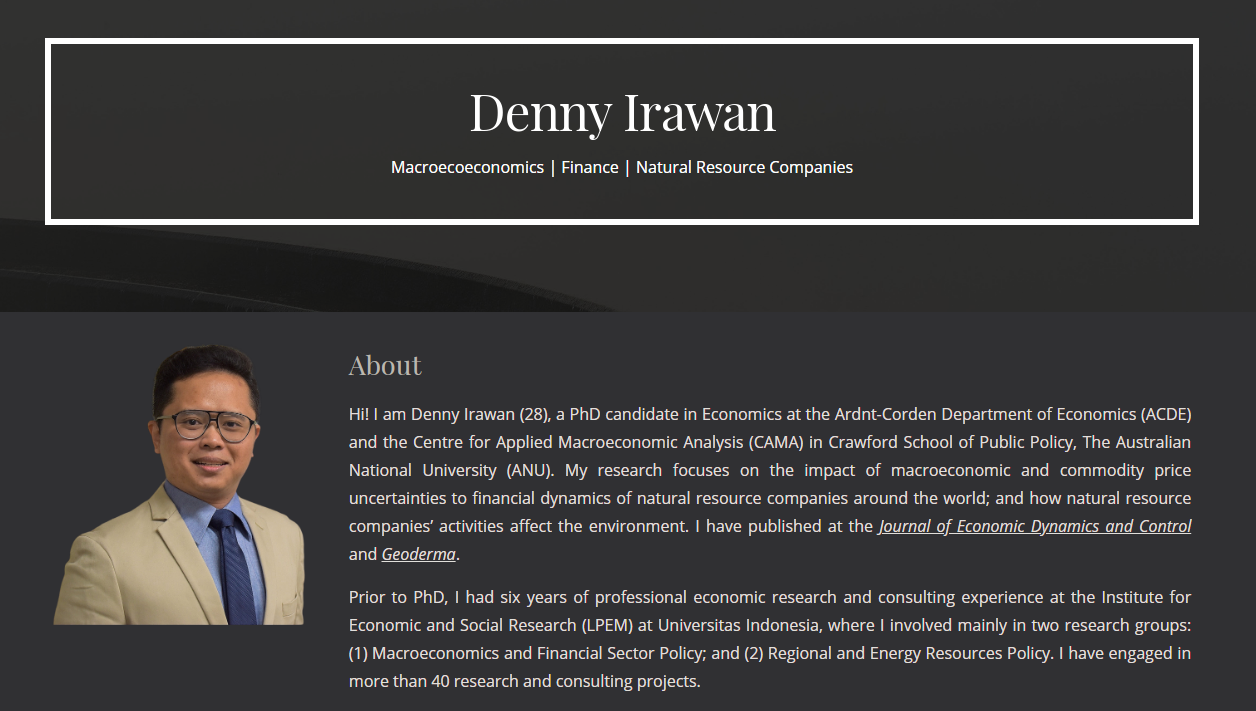 Denny Irawan
Macroecoeconomics | Finance | Natural Resource Companies
About
Hi! I am Denny Irawan (28), a PhD candidate in Economics at the Ardnt-Corden Department of Economics (ACDE)
and the Centre for Applied Macroeconomic Analysis (CAMA) in Crawford School of Public Policy, The Australian
National University (ANU). My research focuses on the impact of macroeconomic and commodity price
uncertainties to financial dynamics of natural resource companies around the world; and how natural resource
companies’ activities affect the environment. I have published at the Journal of Economic Dynamics and Control
and Geoderma.
Prior to PhD, I had six years of professional economic research and consulting experience at the Institute for
Economic and Social Research (LPEM) at Universitas Indonesia, where I involved mainly in two research groups:
(1) Macroeconomics and Financial Sector Policy; and (2) Regional and Energy Resources Policy. I have engaged in
more than 40 research and consulting projects.